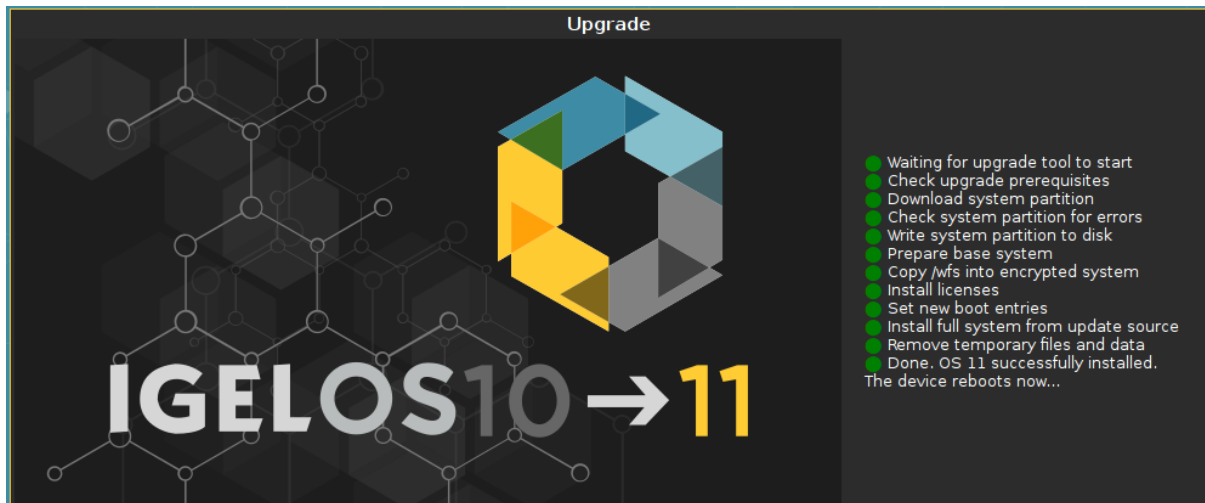 Upgrade
IGELOS10→11
Waiting for upgrade tool to start
Check upgrade prerequisites
Download system partition
Check system partition for errors
Write system partition to disk
Prepare base system
Copy /wfs into encrypted system
Install licenses
Set new boot entries
Install full system from update source
Remove temporary files and data
Done. OS 11 successfully installed.
The device reboots now...